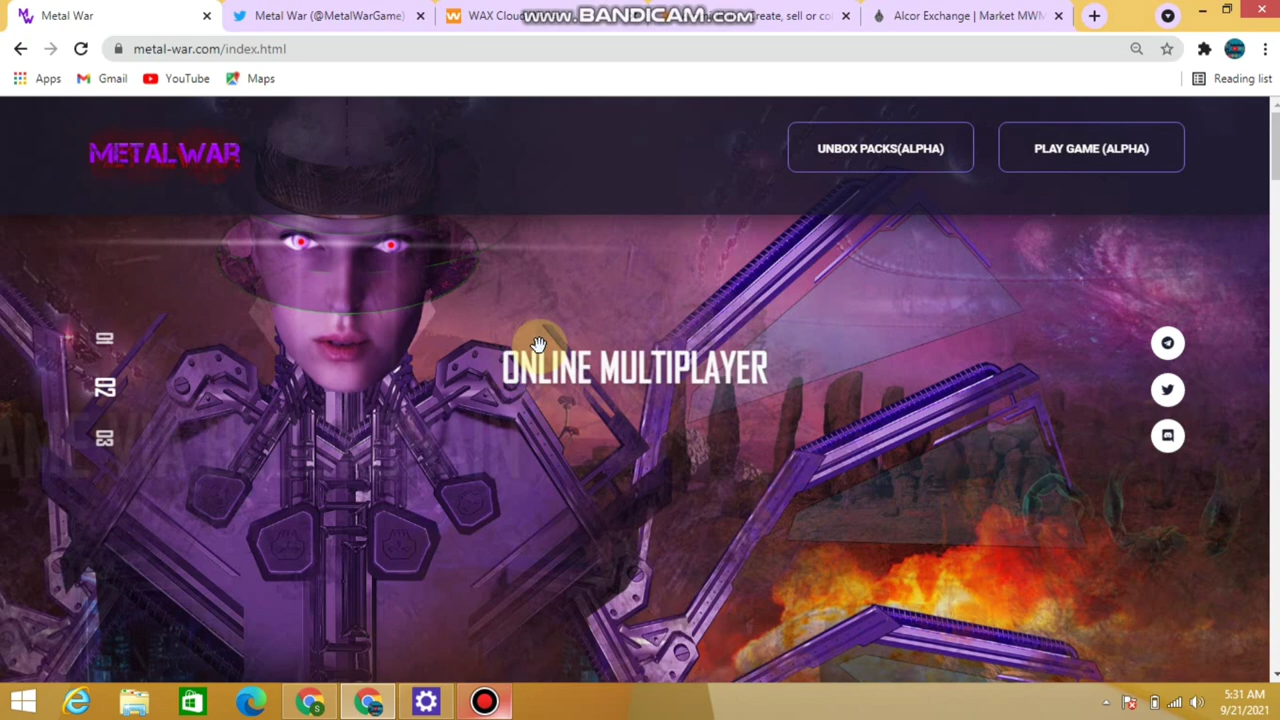 Metal War
Metal War (@MetalWarGame)
WAX Clou
www.BANDICAM.com
reate, sell or co
Alcor Exchange | Market MWM
metal-war.com/index.html
Apps
Gmail
YouTube
Maps
Reading list
METALWAR
UNBOX PACKS(ALPHA)
PLAY GAME (ALPHA)
01
02
03
ONLINE MULTIPLAYER
5:31 AM
9/21/2021